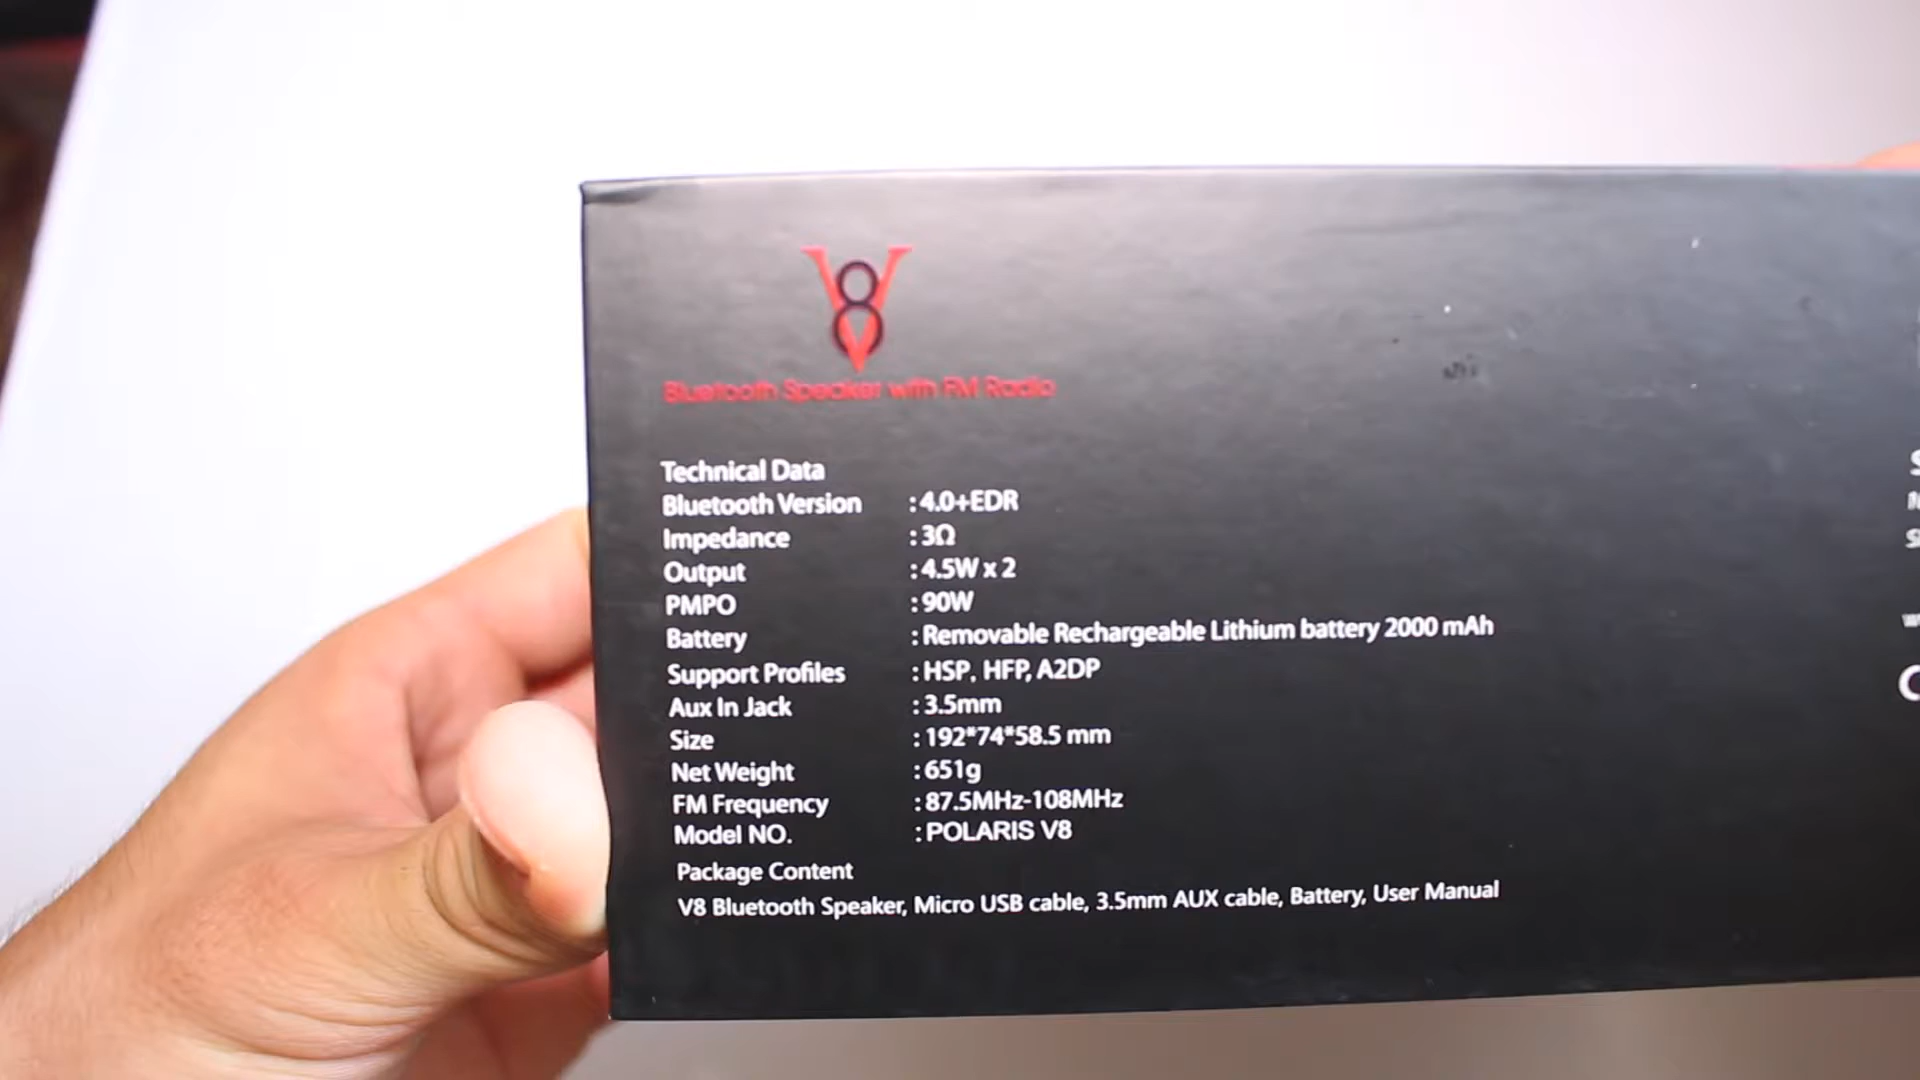 V8
Bluetooth Speaker with FM Radio
Technical Data
Bluetooth Version : 4.0+EDR
Impedance : 3Ω
Output : 4.5W x 2
PMPO : 90W
Battery : Removable Rechargeable Lithium battery 2000 mAh
Support Profiles : HSP, HFP, A2DP
Aux In Jack : 3.5mm
Size : 192*74*58.5 mm
Net Weight : 651g
FM Frequency : 87.5MHz-108MHz
Model NO. : POLARIS V8
Package Content
V8 Bluetooth Speaker, Micro USB cable, 3.5mm AUX cable, Battery, User Manual